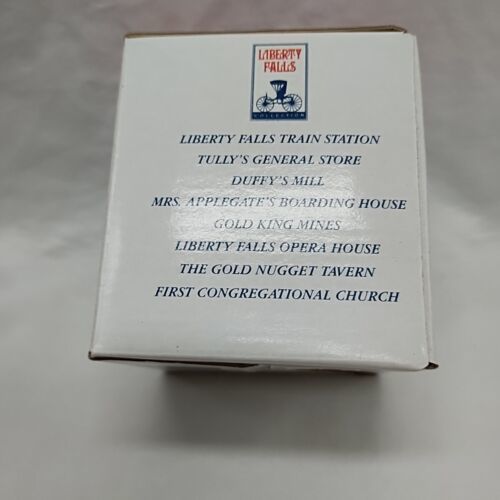 LIBERTY
FALLS
COLLECTION
LIBERTY FALLS TRAIN STATION
TULLY'S GENERAL STORE
DUFFY'S MILL
MRS. APPLEGATE'S BOARDING HOUSE
GOLD KING MINES
LIBERTY FALLS OPERA HOUSE
THE GOLD NUGGET TAVERN
FIRST CONGREGATIONAL CHURCH